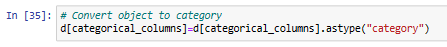 In [35]: # Convert object to category
d[categorical_columns]=d[categorical_columns].astype("category")